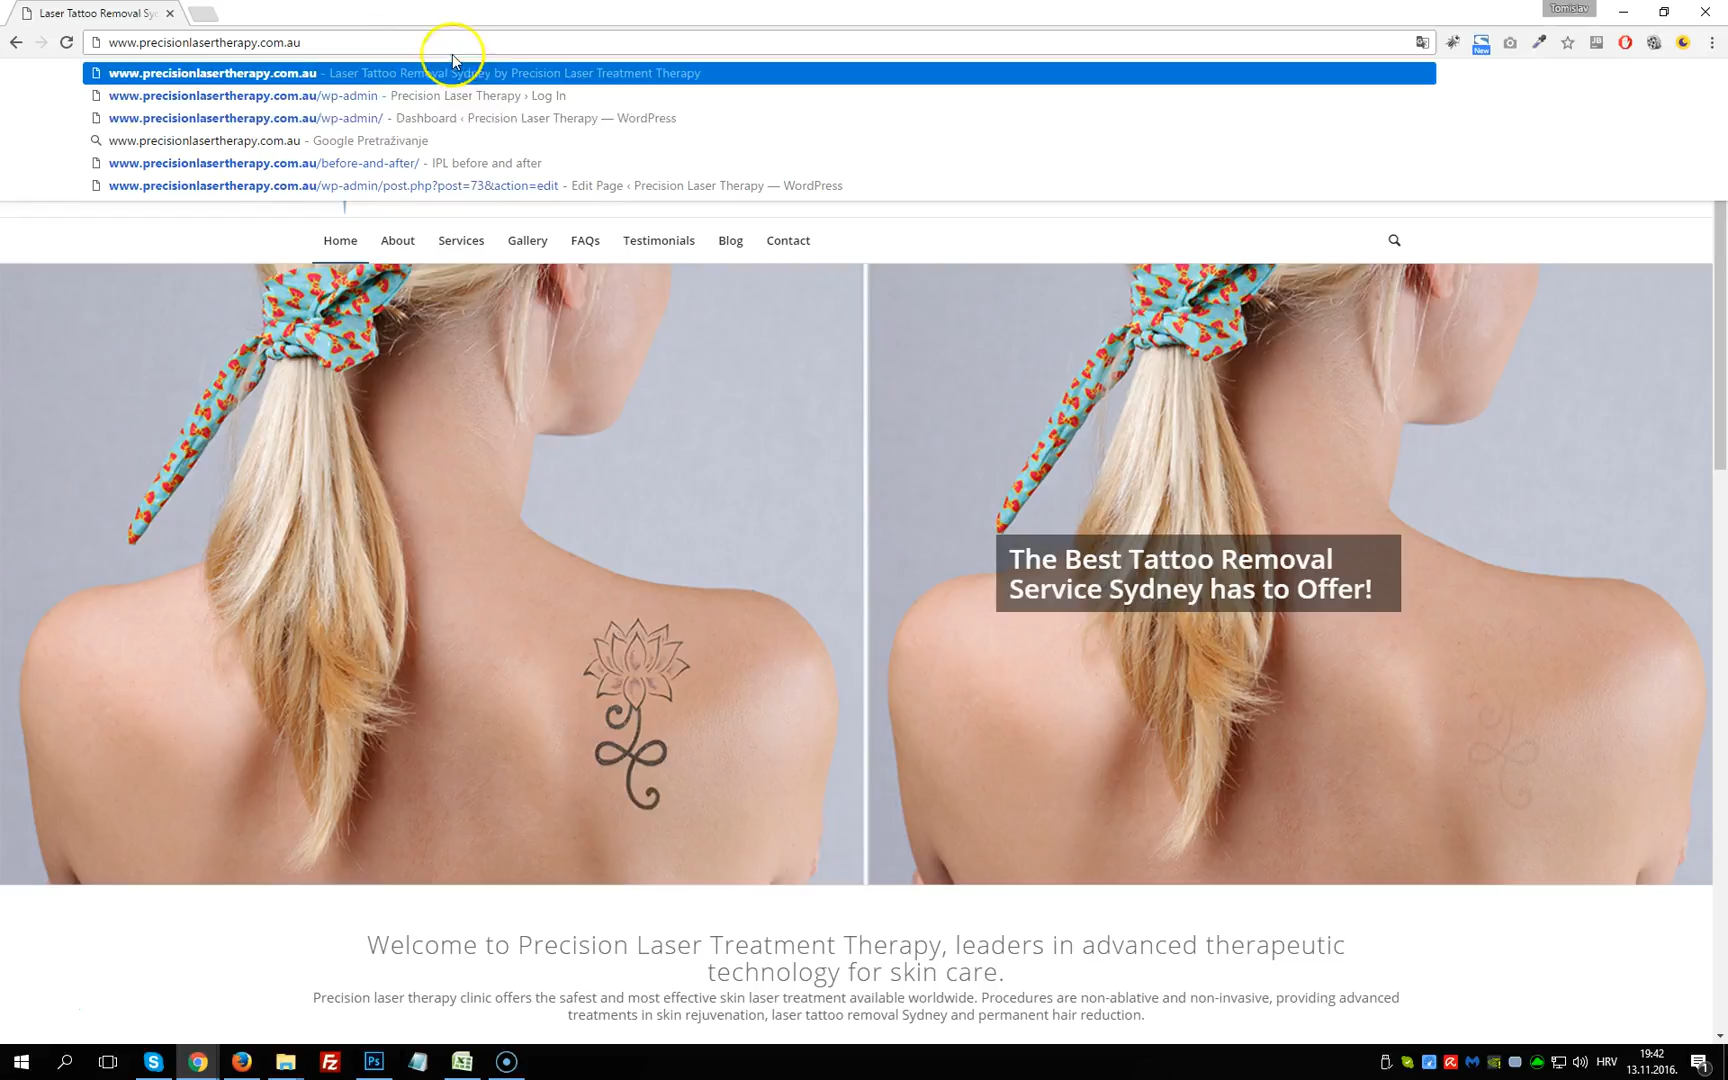 Laser Tattoo Removal Sy
Tomislav
www.precisionlasertherapy.com.au
New
www.precisionlasertherapy.com.au - Laser Tattoo Removal Sydney by Precision Laser Treatment Therapy
www.precisionlasertherapy.com.au/wp-admin - Precision Laser Therapy › Log In
www.precisionlasertherapy.com.au/wp-admin/ - Dashboard ‹ Precision Laser Therapy — WordPress
www.precisionlasertherapy.com.au - Google Pretraživanje
www.precisionlasertherapy.com.au/before-and-after/ - IPL before and after
www.precisionlasertherapy.com.au/wp-admin/post.php?post=73&action=edit - Edit Page ‹ Precision Laser Therapy — WordPress
Home About Services Gallery FAQs Testimonials Blog Contact
The Best Tattoo Removal
Service Sydney has to Offer!
Welcome to Precision Laser Treatment Therapy, leaders in advanced therapeutic
technology for skin care.
Precision laser therapy clinic offers the safest and most effective skin laser treatment available worldwide. Procedures are non-ablative and non-invasive, providing advanced
treatments in skin rejuvenation, laser tattoo removal Sydney and permanent hair reduction.
HRV
19:42
13.11.2016.